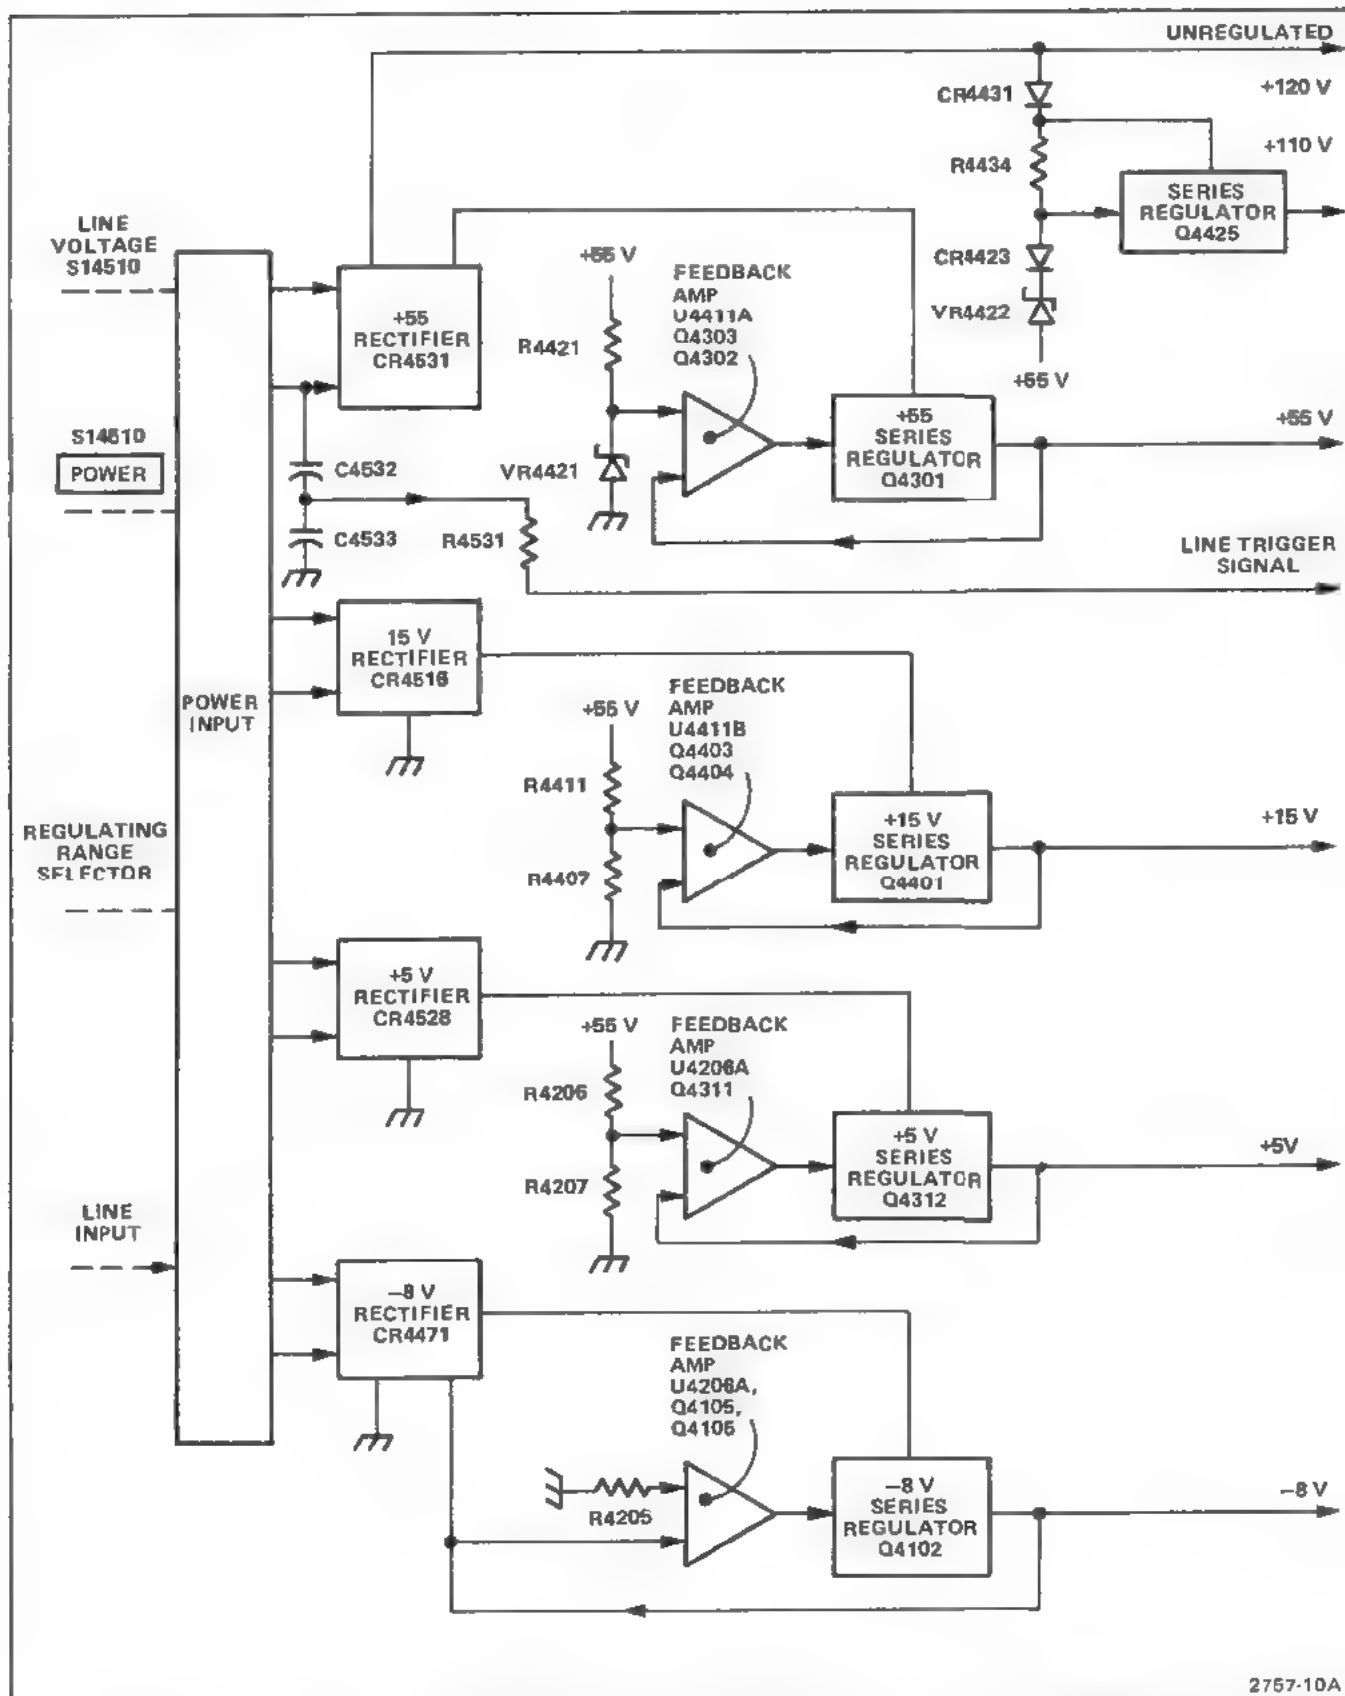 UNREGULATED
+120 V
CR4431
+110 V
R4434
SERIES
REGULATOR
Q4425
CR4423
VR4422
+55 V
LINE
VOLTAGE
S14510
+55
RECTIFIER
CR4531
+55 V
R4421
VR4421
FEEDBACK
AMP
U4411A
Q4303
Q4302
+55
SERIES
REGULATOR
Q4301
+55 V
S14510
POWER
C4532
C4533
R4531
LINE TRIGGER
SIGNAL
POWER
INPUT
15 V
RECTIFIER
CR4516
+55 V
R4411
R4407
FEEDBACK
AMP
U4411B
Q4403
Q4404
+15 V
SERIES
REGULATOR
Q4401
+15 V
REGULATING
RANGE
SELECTOR
+5 V
RECTIFIER
CR4528
+55 V
R4206
R4207
FEEDBACK
AMP
U4206A
Q4311
+5 V
SERIES
REGULATOR
Q4312
+5V
LINE
INPUT
−8 V
RECTIFIER
CR4471
FEEDBACK
AMP
U4206A,
Q4105,
Q4105
R4205
−8 V
SERIES
REGULATOR
Q4102
−8 V
2757-10A